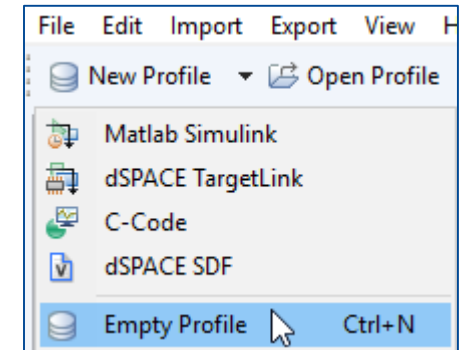 File Edit Import Export View H
New Profile Open Profile
Matlab Simulink
dSPACE TargetLink
C-Code
dSPACE SDF
Empty Profile Ctrl+N